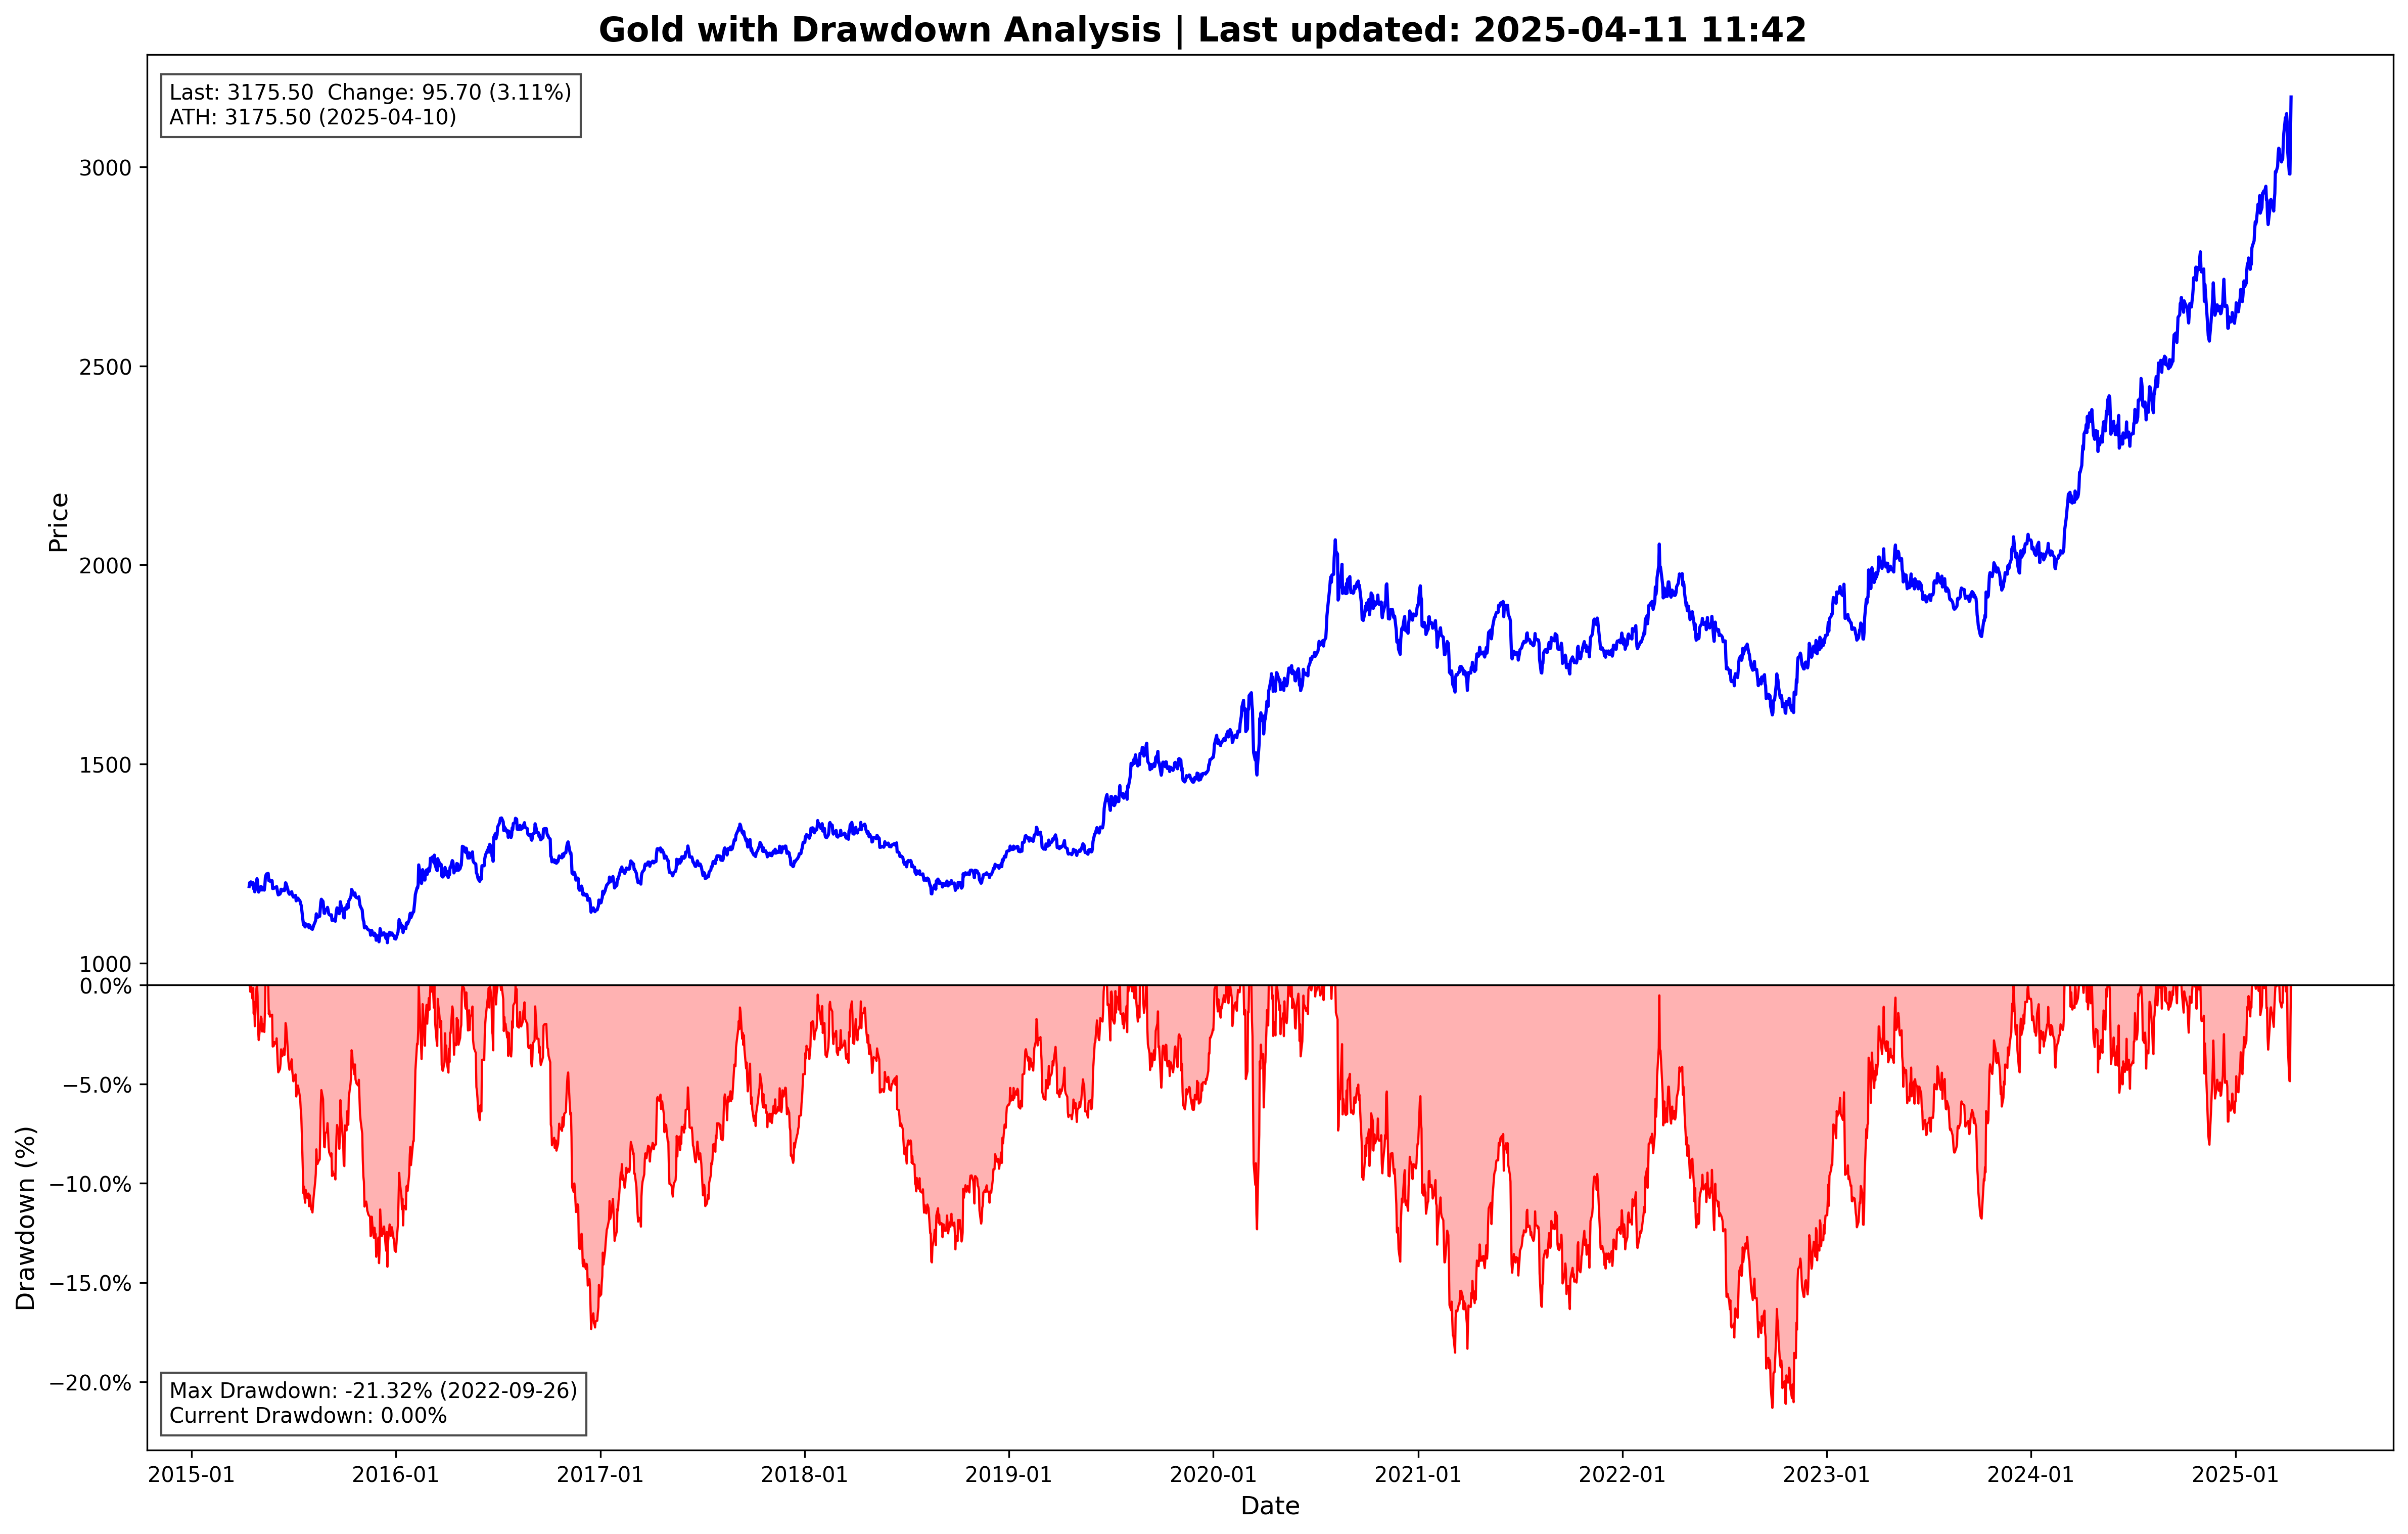 Gold with Drawdown Analysis | Last updated: 2025-04-11 11:42
Last: 3175.50  Change: 95.70 (3.11%)
ATH: 3175.50 (2025-04-10)
Price
3000
2500
2000
1500
1000
Drawdown (%)
0.0%
−5.0%
−10.0%
−15.0%
−20.0%
Max Drawdown: -21.32% (2022-09-26)
Current Drawdown: 0.00%
2015-01
2016-01
2017-01
2018-01
2019-01
2020-01
2021-01
2022-01
2023-01
2024-01
2025-01
Date